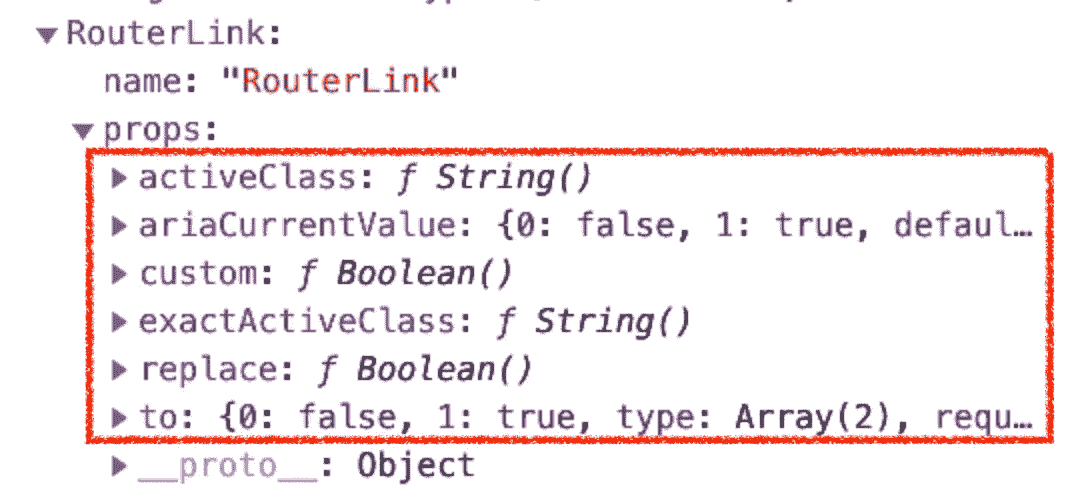 ▼RouterLink:
name: "RouterLink"
▼props:
▶activeClass: ƒ String()
▶ariaCurrentValue: {0: false, 1: true, defaul…
▶custom: ƒ Boolean()
▶exactActiveClass: ƒ String()
▶replace: ƒ Boolean()
▶to: {0: false, 1: true, type: Array(2), requ…
▶__proto__: Object